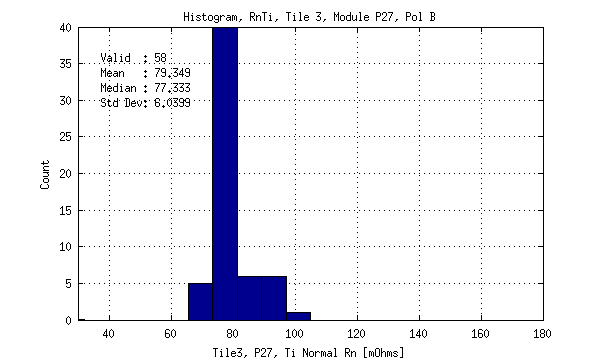 Histogram, RnTi, Tile 3, Module P27, Pol B
40
35
30
25
20
15
10
5
0
Count
Valid : 58
Mean : 79.349
Median : 77.333
Std Dev: 6.0399
40 60 80 100 120 140 160 180
Tile3, P27, Ti Normal Rn [mOhms]